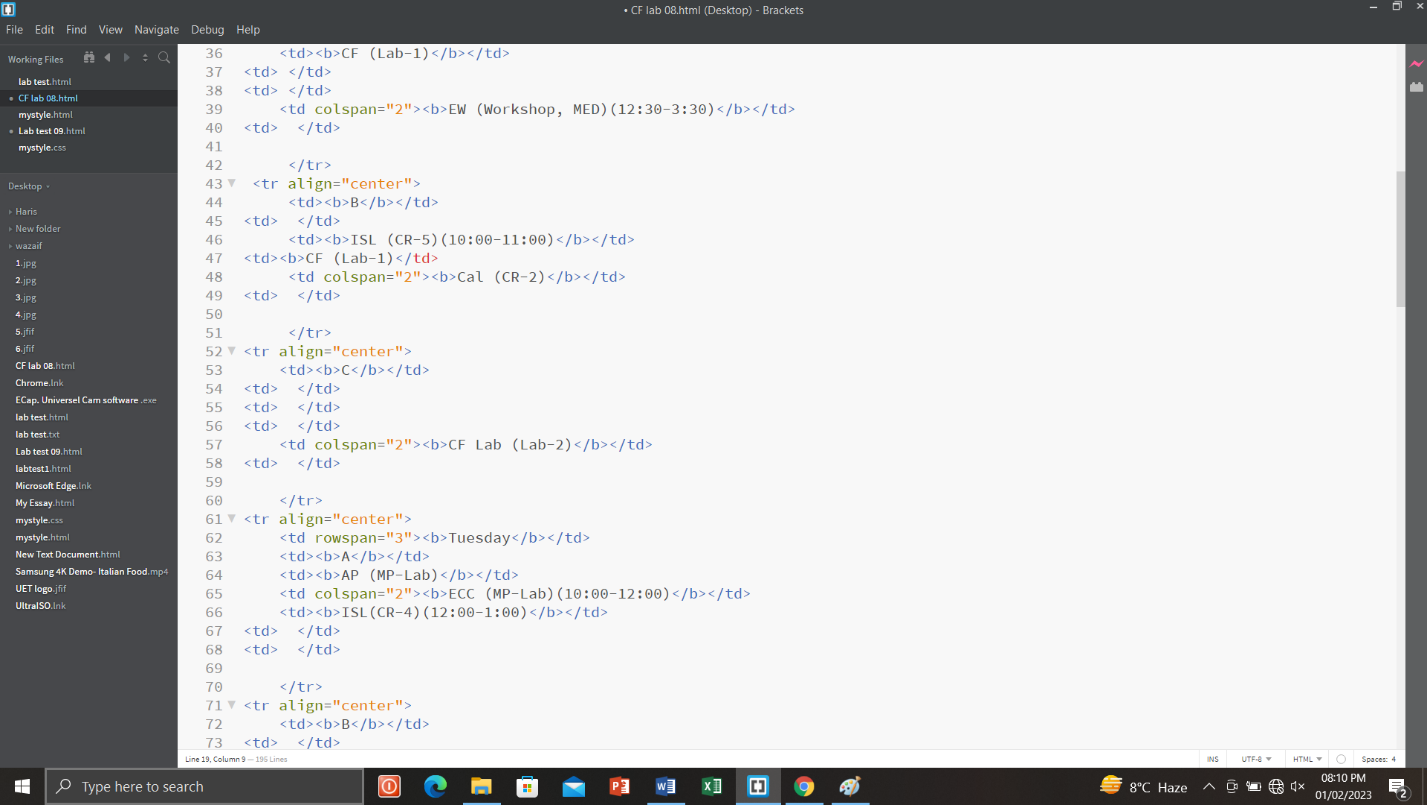 • CF lab 08.html (Desktop) - Brackets
File Edit Find View Navigate Debug Help
Working Files
lab test.html
CF lab 08.html
mystyle.html
Lab test 09.html
mystyle.css
Desktop
Haris
New folder
wazaif
1.jpg
2.jpg
3.jpg
4.jpg
5.jfif
6.jfif
CF lab 08.html
Chrome.lnk
ECap. Universel Cam software .exe
lab test.html
lab test.txt
Lab test 09.html
labtest1.html
Microsoft Edge.lnk
My Essay.html
mystyle.css
mystyle.html
New Text Document.html
Samsung 4K Demo- Italian Food.mp4
UET logo.jfif
UltraISO.lnk
36 <td><b>CF (Lab-1)</b></td>
37 <td> </td>
38 <td> </td>
39 <td colspan="2"><b>EW (Workshop, MED)(12:30-3:30)</b></td>
40 <td>  </td>
41
42 </tr>
43 <tr align="center">
44 <td><b>B</b></td>
45 <td>  </td>
46 <td><b>ISL (CR-5)(10:00-11:00)</b></td>
47 <td><b>CF (Lab-1)</td>
48 <td colspan="2"><b>Cal (CR-2)</b></td>
49 <td>  </td>
50
51 </tr>
52 <tr align="center">
53 <td><b>C</b></td>
54 <td>  </td>
55 <td>  </td>
56 <td>  </td>
57 <td colspan="2"><b>CF Lab (Lab-2)</b></td>
58 <td>  </td>
59
60 </tr>
61 <tr align="center">
62 <td rowspan="3"><b>Tuesday</b></td>
63 <td><b>A</b></td>
64 <td><b>AP (MP-Lab)</b></td>
65 <td colspan="2"><b>ECC (MP-Lab)(10:00-12:00)</b></td>
66 <td><b>ISL(CR-4)(12:00-1:00)</b></td>
67 <td>  </td>
68 <td>  </td>
69
70 </tr>
71 <tr align="center">
72 <td><b>B</b></td>
73 <td>  </td>
Line 19, Column 9 — 195 Lines
INS UTF-8 HTML Spaces: 4
Type here to search
8°C Haze
08:10 PM
01/02/2023
2